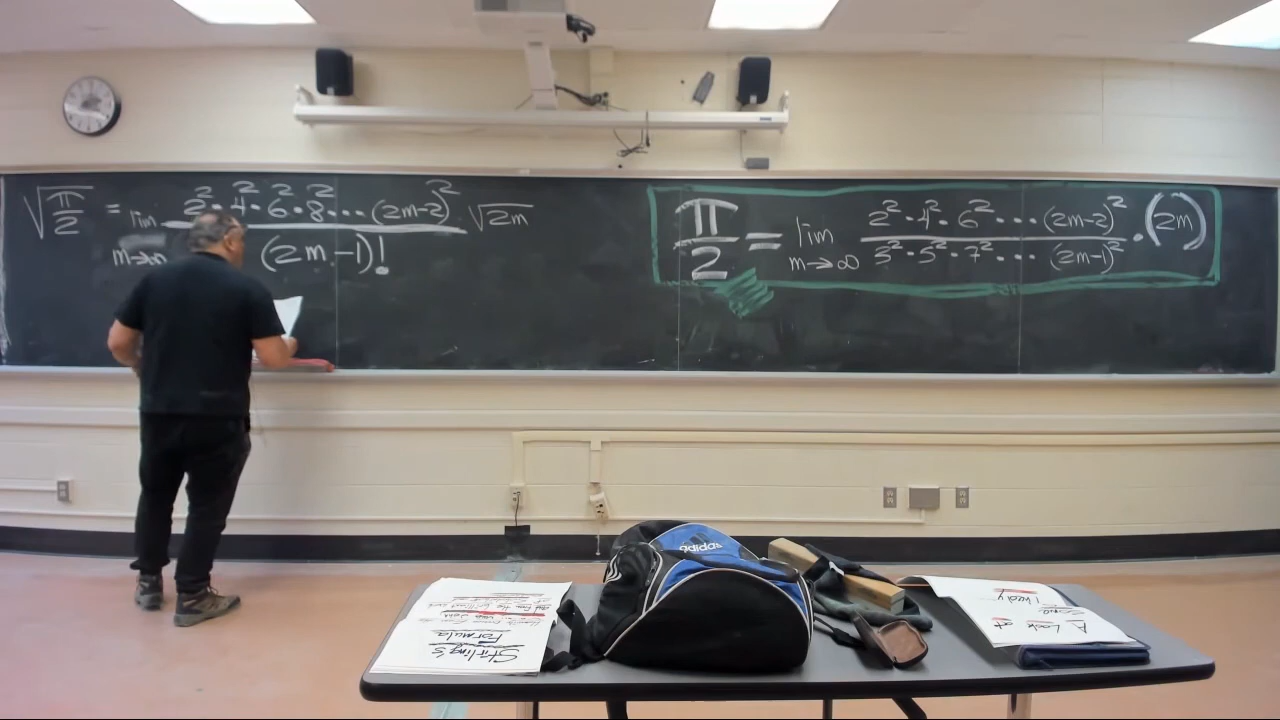 √π/2 = lim m→n 2²·4²·6²·8²···(2m-2)²/(2m-1)! √2m
π/2 = lim m→∞ 2²·4²·6²···(2m-2)²/3²·5²·7²···(2m-1)² ·(2m)
adidas
Stirling's
Formula
A Look at
Some